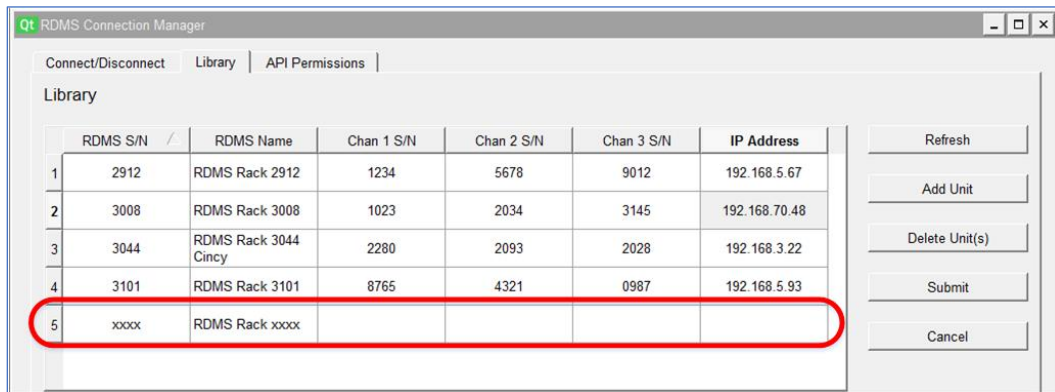 Qt RDMS Connection Manager
Connect/Disconnect Library API Permissions
Library
RDMS S/N RDMS Name Chan 1 S/N Chan 2 S/N Chan 3 S/N IP Address
1 2912 RDMS Rack 2912 1234 5678 9012 192.168.5.67
2 3008 RDMS Rack 3008 1023 2034 3145 192.168.70.48
3 3044 RDMS Rack 3044 Cincy 2280 2093 2028 192.168.3.22
4 3101 RDMS Rack 3101 8765 4321 0987 192.168.5.93
5 xxxx RDMS Rack xxxx
Refresh
Add Unit
Delete Unit(s)
Submit
Cancel